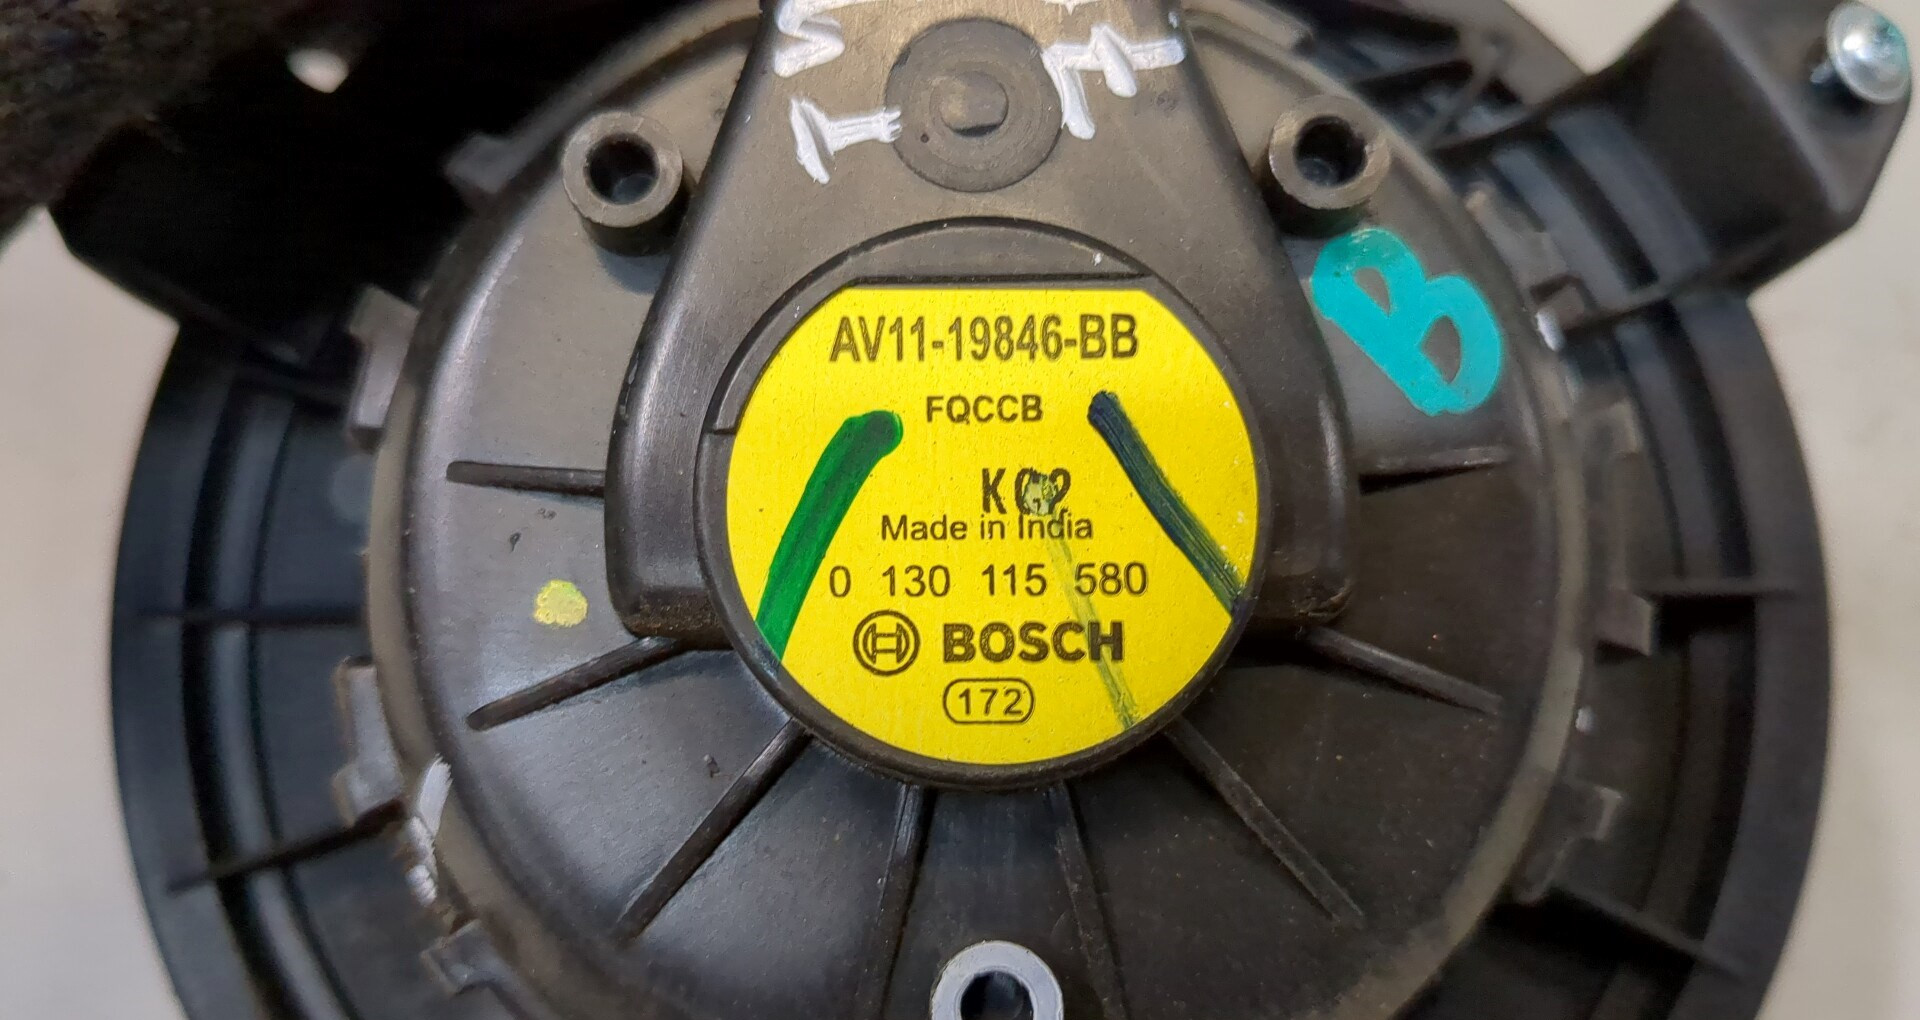 AV11-19846-BB
FQCCB
Made in India
0 130 115 580
BOSCH
172
B